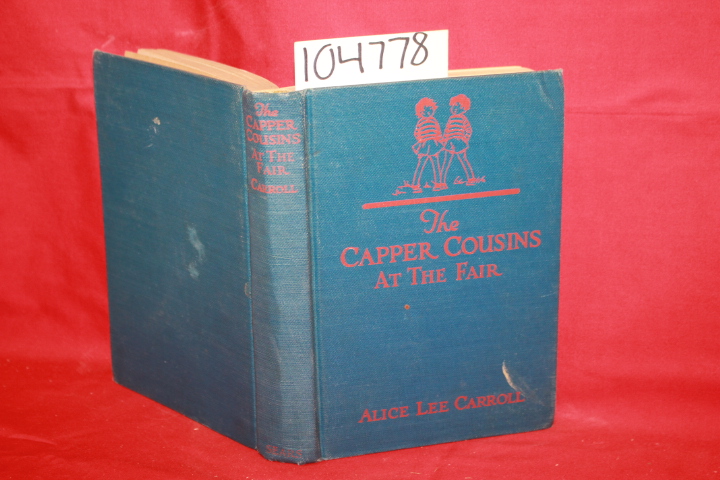 104778
The
CAPPER
COUSINS
AT THE
FAIR
CARROLL
The
CAPPER COUSINS
AT THE FAIR
ALICE LEE CARROLL